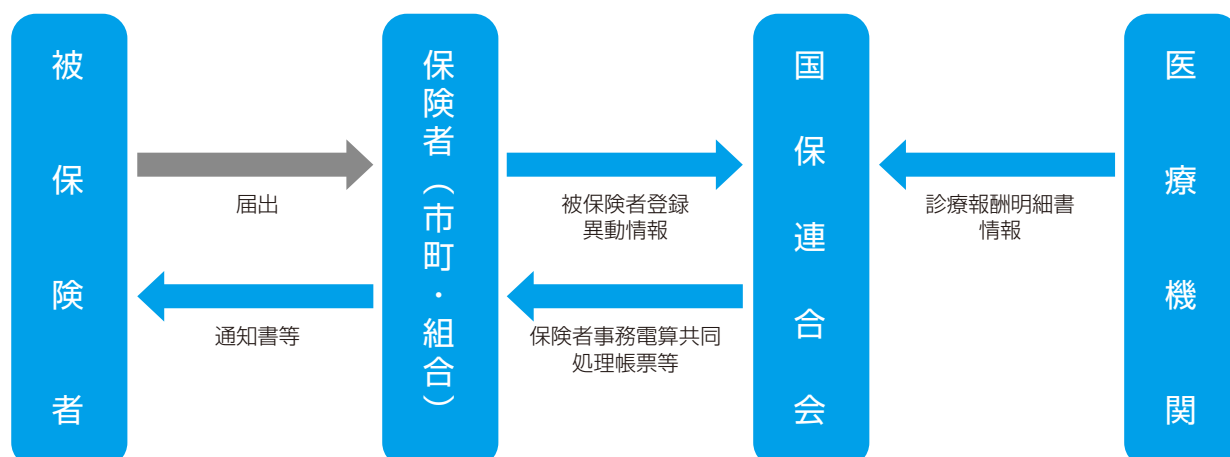 被保険者
届出
通知書等
保険者（市町・組合）
被保険者登録
異動情報
保険者事務電算共同
処理帳票等
国保連合会
診療報酬明細書
情報
医療機関